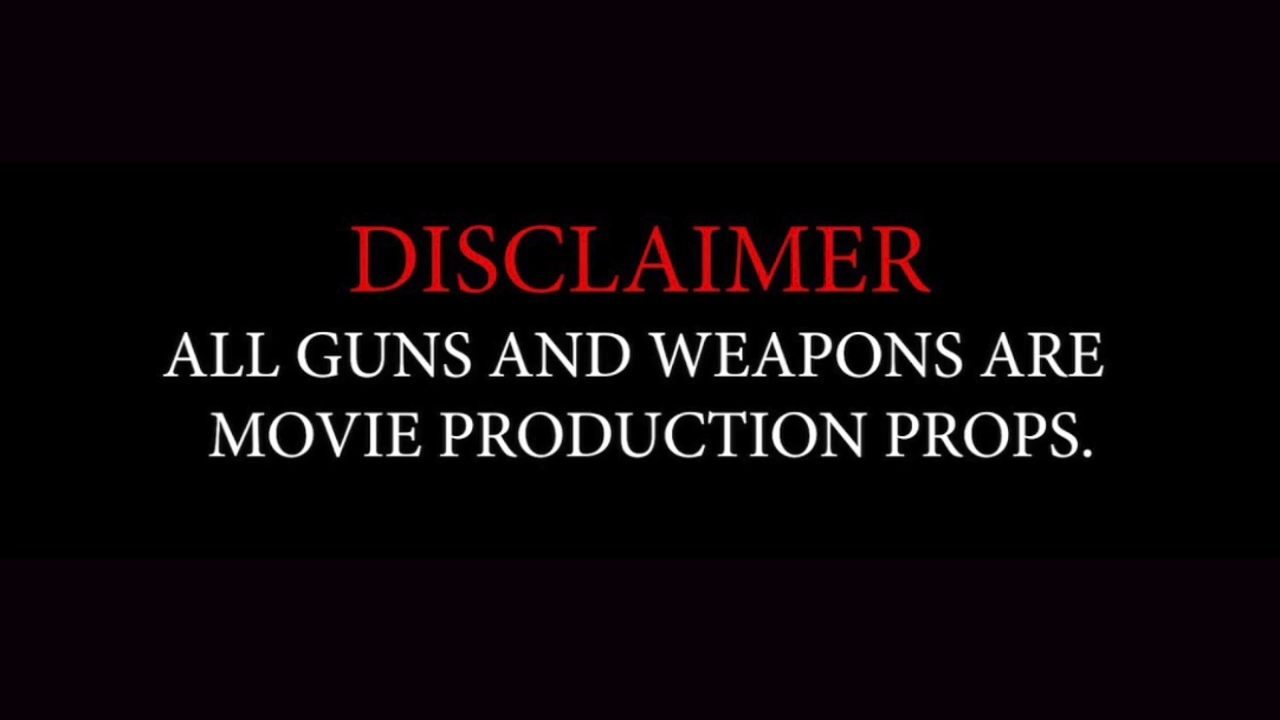 DISCLAIMER
ALL GUNS AND WEAPONS ARE
MOVIE PRODUCTION PROPS.